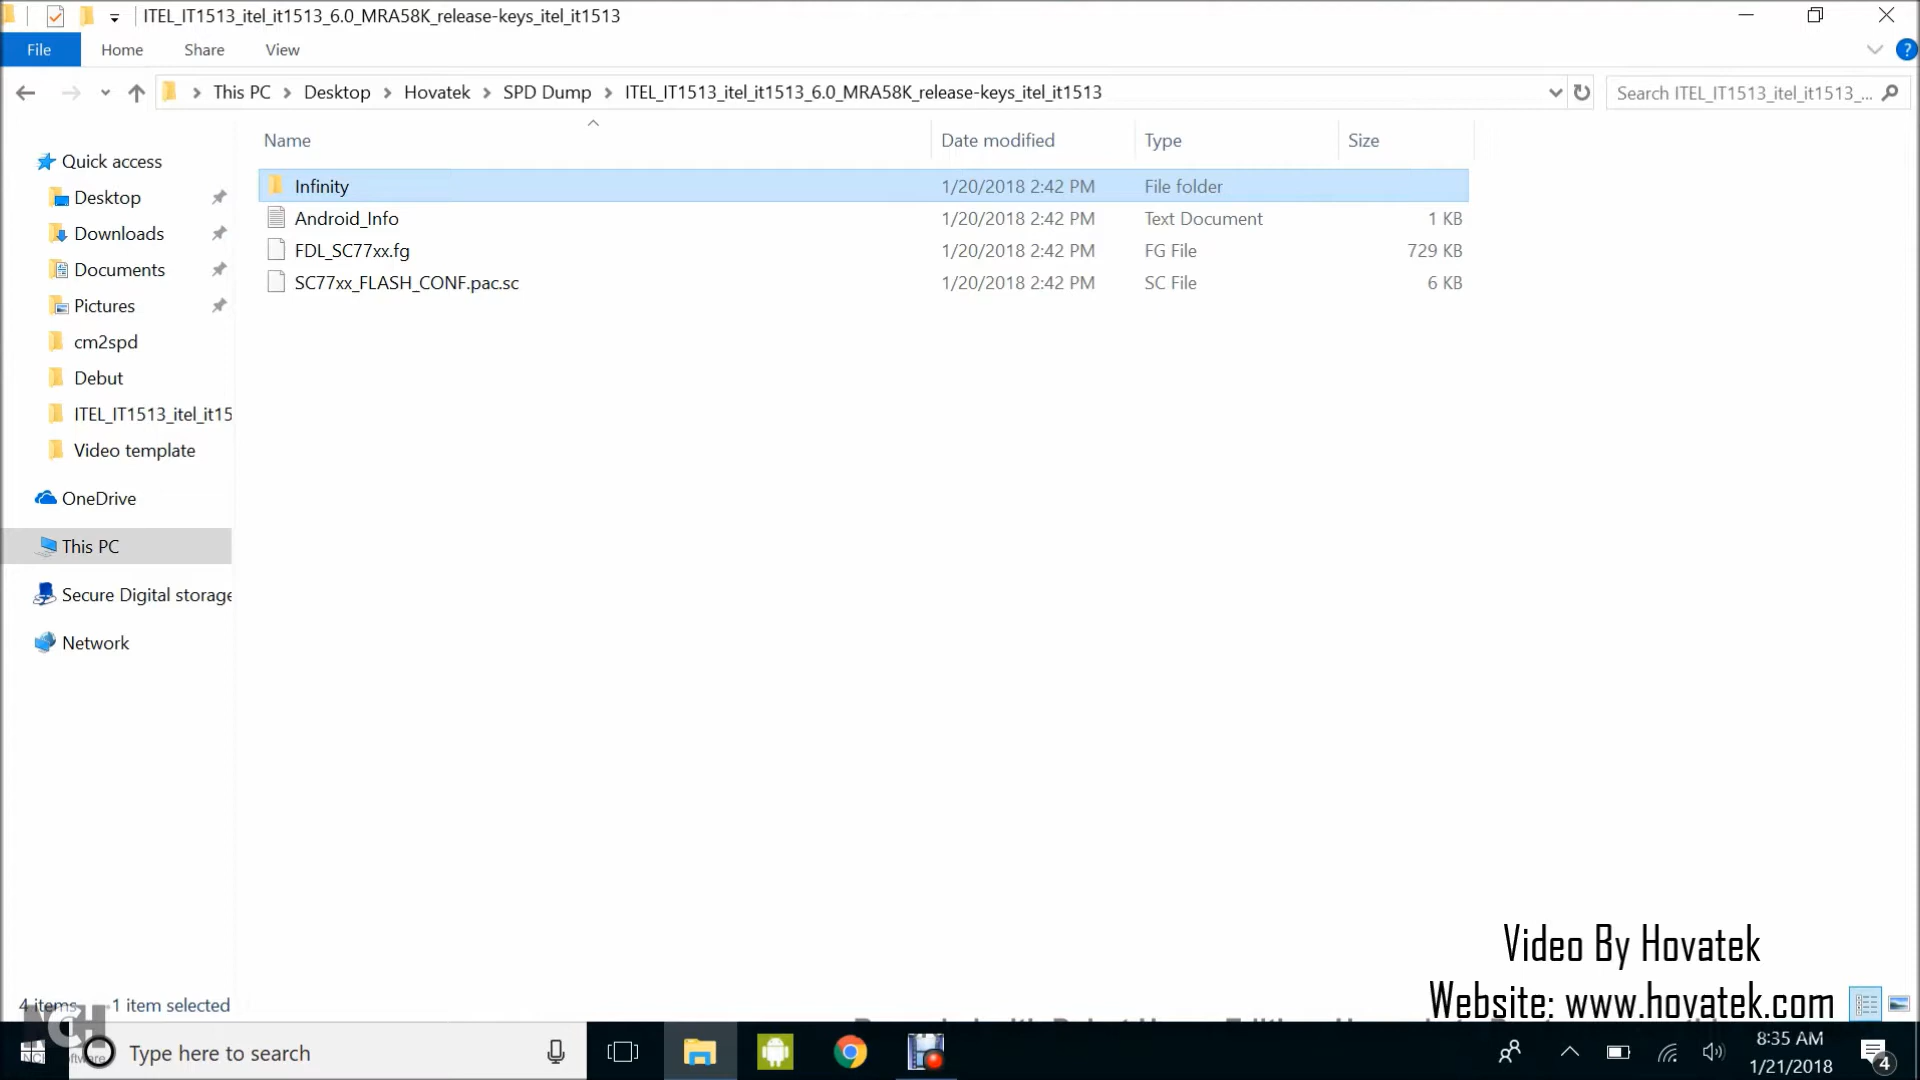 ITEL_IT1513_itel_it1513_6.0_MRA58K_release-keys_itel_it1513
File Home Share View
This PC Desktop Hovatek SPD Dump ITEL_IT1513_itel_it1513_6.0_MRA58K_release-keys_itel_it1513 Search ITEL_IT1513_itel_it1513_...
Name Date modified Type Size
Quick access
Desktop
Downloads
Documents
Pictures
cm2spd
Debut
ITEL_IT1513_itel_it15
Video template
OneDrive
This PC
Secure Digital storage
Network
Infinity 1/20/2018 2:42 PM File folder
Android_Info 1/20/2018 2:42 PM Text Document 1 KB
FDL_SC77xx.fg 1/20/2018 2:42 PM FG File 729 KB
SC77xx_FLASH_CONF.pac.sc 1/20/2018 2:42 PM SC File 6 KB
Video By Hovatek
Website: www.hovatek.com
4 items 1 item selected
NCH
Type here to search
8:35 AM
1/21/2018
4